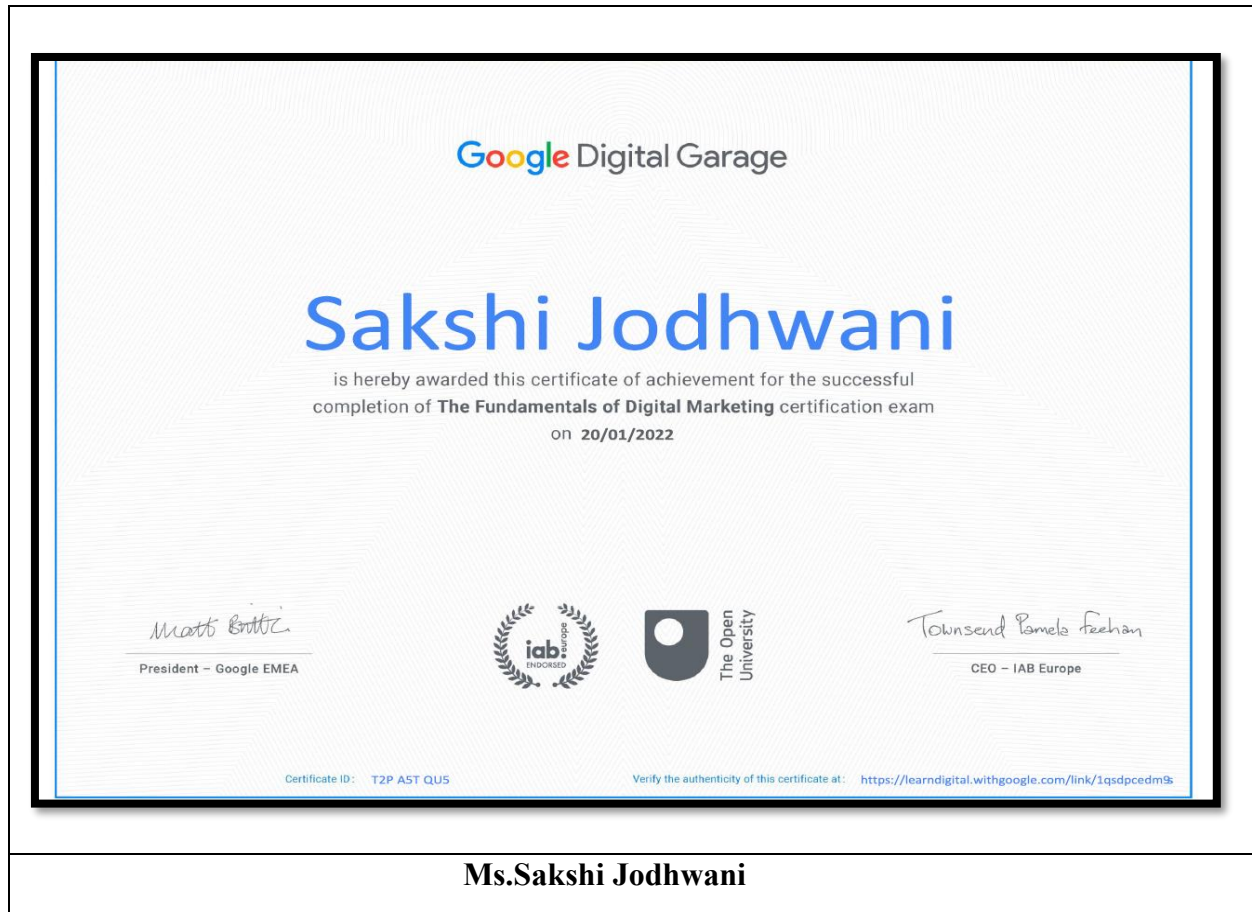 Google Digital Garage
Sakshi Jodhwani
is hereby awarded this certificate of achievement for the successful
completion of The Fundamentals of Digital Marketing certification exam
on 20/01/2022
Townsend Pamela Feehan
President – Google EMEA
iab: europe
ENDORSED
The Open
University
CEO – IAB Europe
Certificate ID: T2P A5T QU5
Verify the authenticity of this certificate at: https://learndigital.withgoogle.com/link/1qsdpcedm9s
Ms.Sakshi Jodhwani